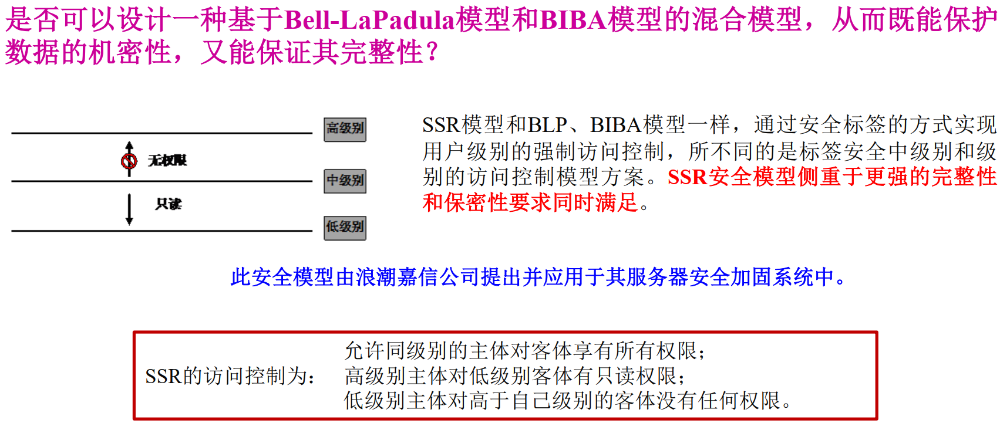 是否可以设计一种基于Bell-LaPadula模型和BIBA模型的混合模型，从而既能保护
数据的机密性，又能保证其完整性？
高级别
无权限
中级别
只读
低级别
SSR模型和BLP、BIBA模型一样，通过安全标签的方式实现
用户级别的强制访问控制，所不同的是标签安全中级别和级
别的访问控制模型方案。SSR安全模型侧重于更强的完整性
和保密性要求同时满足。
此安全模型由浪潮嘉信公司提出并应用于其服务器安全加固系统中。
SSR的访问控制为：
允许同级别的主体对客体享有所有权限；
高级别主体对低级别客体有只读权限；
低级别主体对高于自己级别的客体没有任何权限。